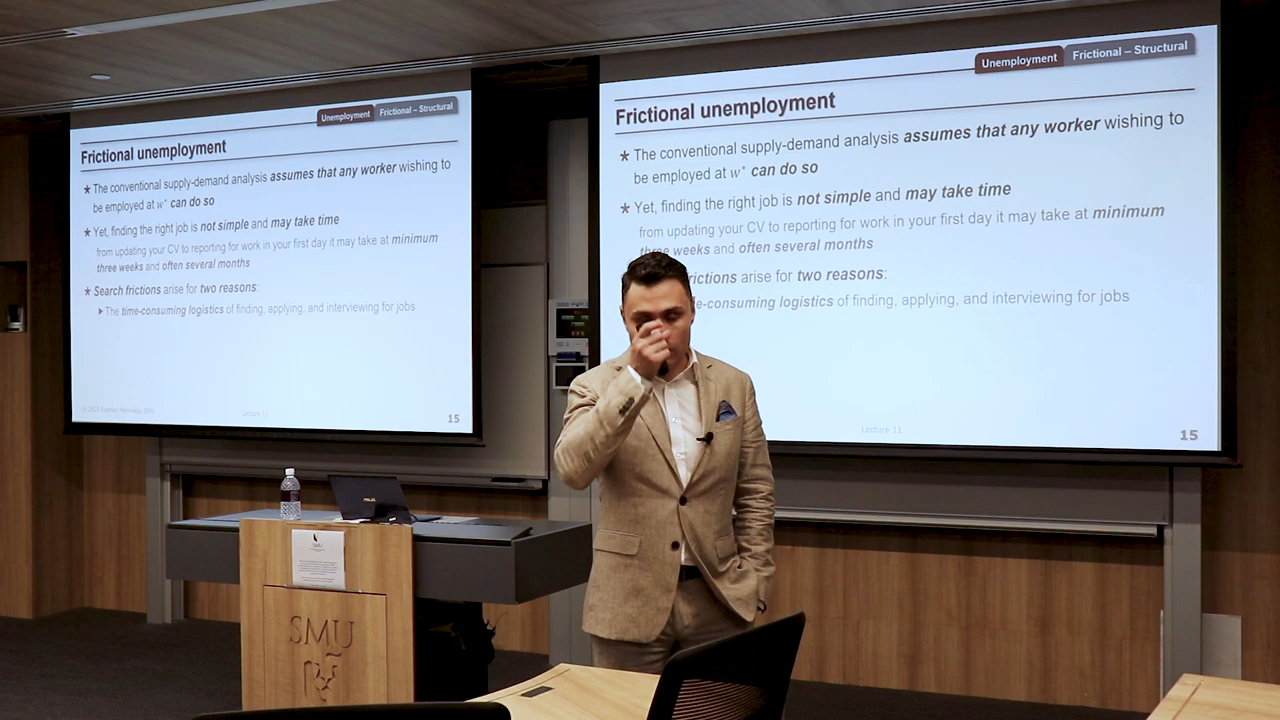 Unemployment Frictional – Structural
Frictional unemployment
★ The conventional supply-demand analysis assumes that any worker wishing to
be employed at w* can do so
★ Yet, finding the right job is not simple and may take time
from updating your CV to reporting for work in your first day it may take at minimum
three weeks and often several months
★ Search frictions arise for two reasons:
▶ The time-consuming logistics of finding, applying, and interviewing for jobs
Lecture 11
15
Unemployment Frictional – Structural
Frictional unemployment
★ The conventional supply-demand analysis assumes that any worker wishing to
be employed at w* can do so
★ Yet, finding the right job is not simple and may take time
from updating your CV to reporting for work in your first day it may take at minimum
three weeks and often several months
frictions arise for two reasons:
logistics of finding, applying, and interviewing for jobs
Lecture 11
15
ASUS
SMU
SMU